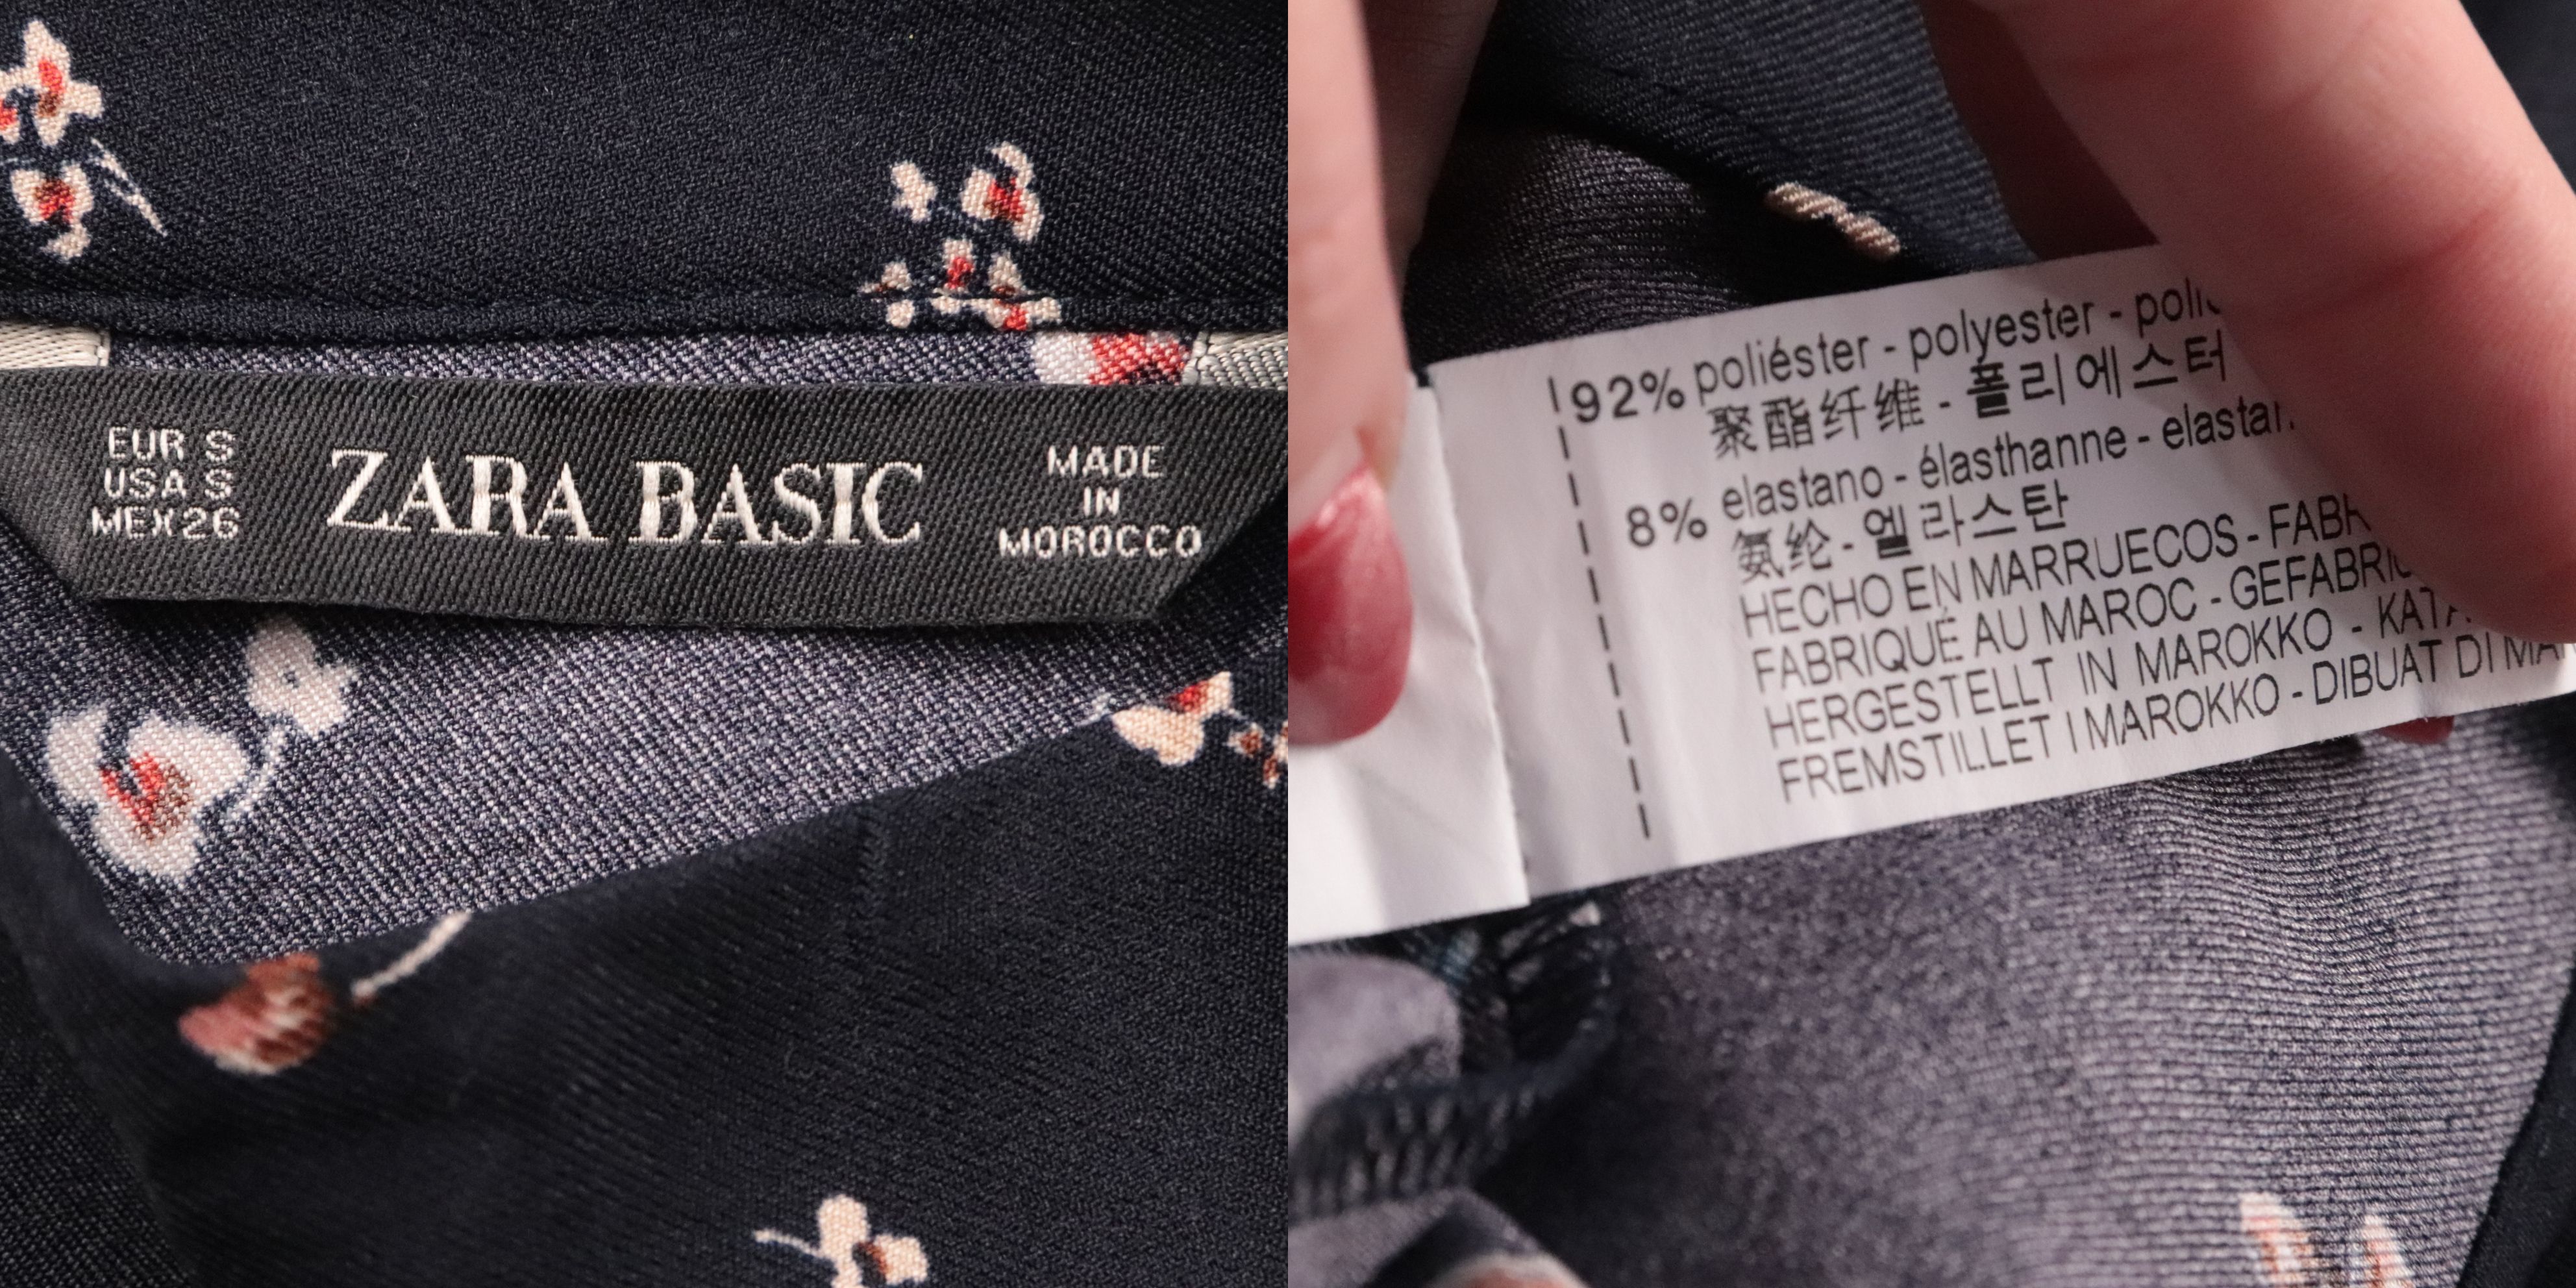 EUR S
USA S
MEX 26
ZARA BASIC
MADE
IN
MOROCCO
92% poliéster - polyester -
聚酯纤维 - 폴리에스터
8% elastano - élasthanne -
氨纶 - 엘라스탄
HECHO EN MARRUECOS -
FABRIQUÉ AU MAROC -
HERGESTELLT IN MAROKKO -
FREMSTILLET I MAROKKO - DIBUAT DI